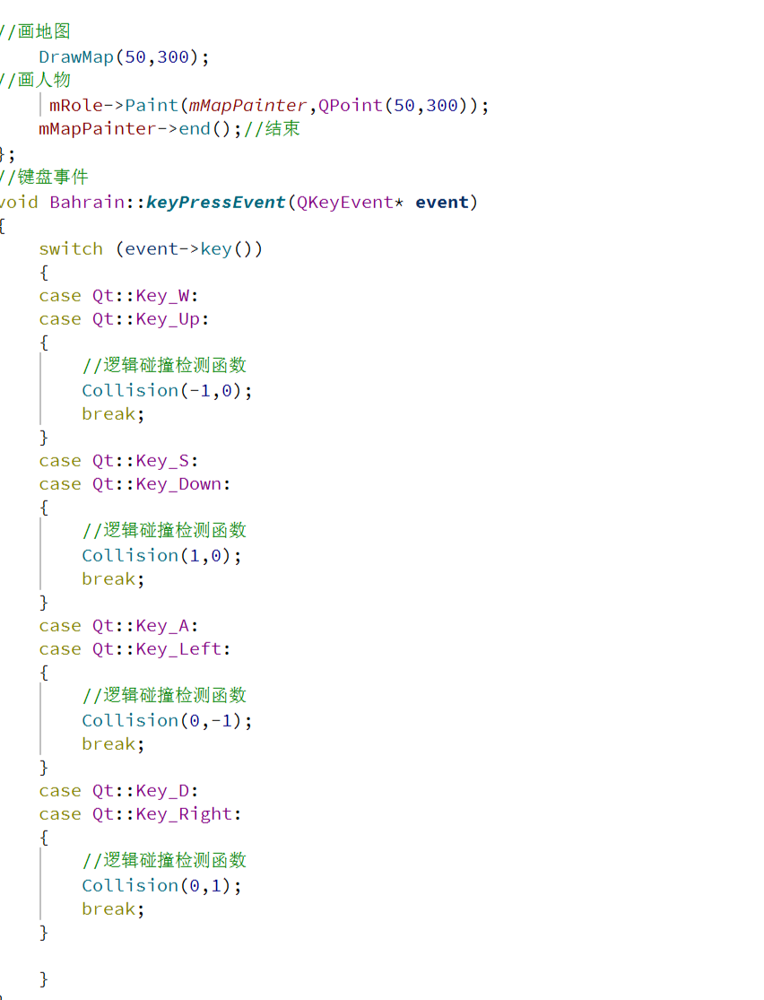 //画地图
    DrawMap(50,300);
//画人物
     mRole->Paint(mMapPainter,QPoint(50,300));
    mMapPainter->end();//结束
};
//键盘事件
void Bahrain::keyPressEvent(QKeyEvent* event)
{
    switch (event->key())
    {
    case Qt::Key_W:
    case Qt::Key_Up:
    {
        //逻辑碰撞检测函数
        Collision(-1,0);
        break;
    }
    case Qt::Key_S:
    case Qt::Key_Down:
    {
        //逻辑碰撞检测函数
        Collision(1,0);
        break;
    }
    case Qt::Key_A:
    case Qt::Key_Left:
    {
        //逻辑碰撞检测函数
        Collision(0,-1);
        break;
    }
    case Qt::Key_D:
    case Qt::Key_Right:
    {
        //逻辑碰撞检测函数
        Collision(0,1);
        break;
    }

    }